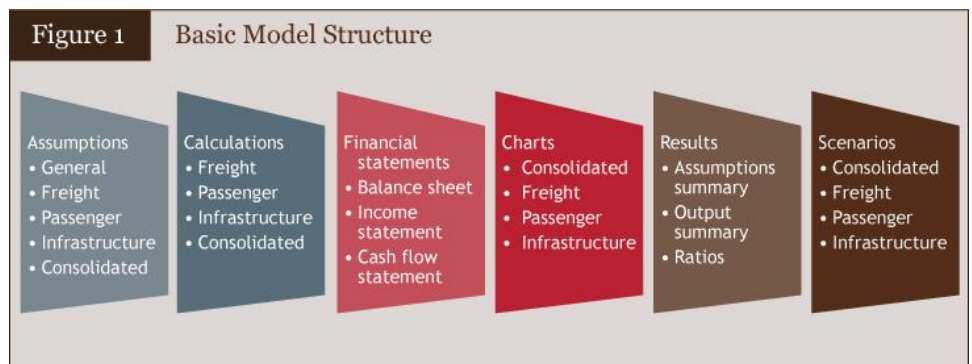 Figure 1
Basic Model Structure
Assumptions
• General
• Freight
• Passenger
• Infrastructure
• Consolidated
Calculations
• Freight
• Passenger
• Infrastructure
• Consolidated
Financial
statements
• Balance sheet
• Income
statement
• Cash flow
statement
Charts
• Consolidated
• Freight
• Passenger
• Infrastructure
Results
• Assumptions
summary
• Output
summary
• Ratios
Scenarios
• Consolidated
• Freight
• Passenger
• Infrastructure